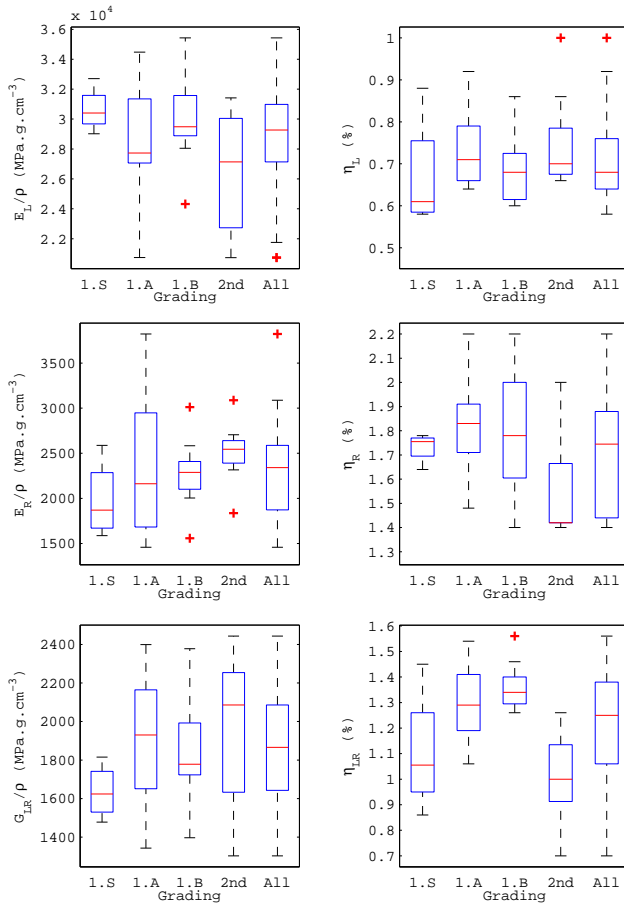 x 10⁴
3.6
3.4
3.2
3
2.8
2.6
2.4
2.2
E_L/ρ (MPa.g.cm⁻³)
1.S 1.A 1.B 2nd All
Grading
1
0.9
0.8
0.7
0.6
0.5
η_L (%)
1.S 1.A 1.B 2nd All
Grading
3500
3000
2500
2000
1500
E_R/ρ (MPa.g.cm⁻³)
1.S 1.A 1.B 2nd All
Grading
2.2
2.1
2
1.9
1.8
1.7
1.6
1.5
1.4
1.3
η_R (%)
1.S 1.A 1.B 2nd All
Grading
2400
2200
2000
1800
1600
1400
G_LR/ρ (MPa.g.cm⁻³)
1.S 1.A 1.B 2nd All
Grading
1.6
1.5
1.4
1.3
1.2
1.1
1
0.9
0.8
0.7
η_LR (%)
1.S 1.A 1.B 2nd All
Grading